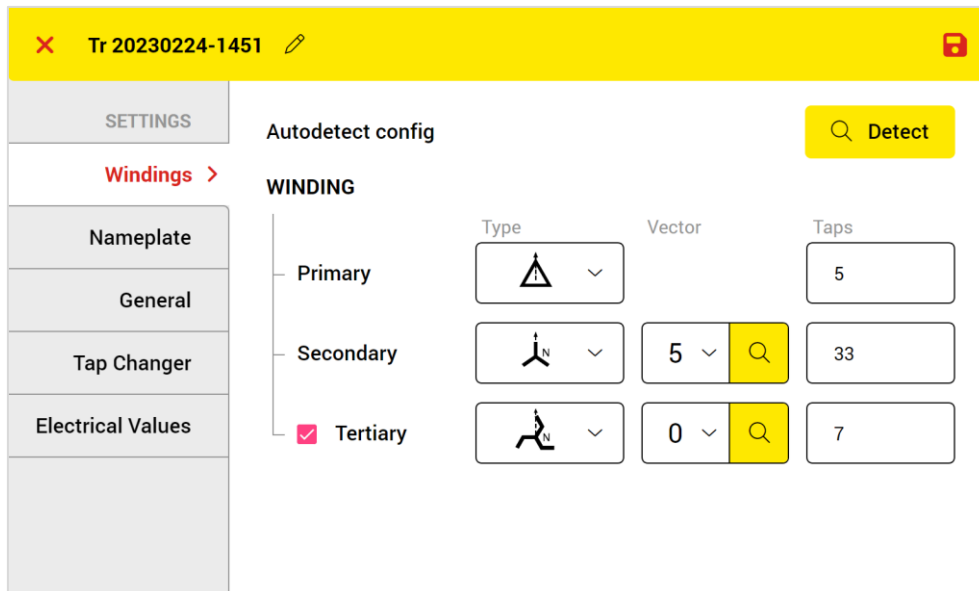 Tr 20230224-1451
SETTINGS
Windings
Nameplate
General
Tap Changer
Electrical Values
Autodetect config
Detect
WINDING
Type Vector Taps
Primary 5
Secondary N 5 33
Tertiary N 0 7